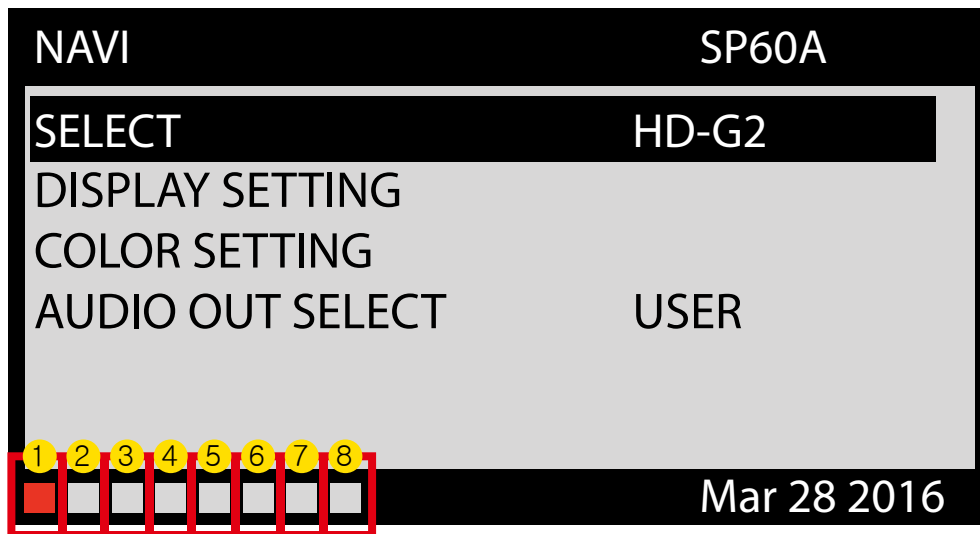 NAVI SP60A
SELECT HD-G2
DISPLAY SETTING
COLOR SETTING
AUDIO OUT SELECT USER
1 2 3 4 5 6 7 8
Mar 28 2016